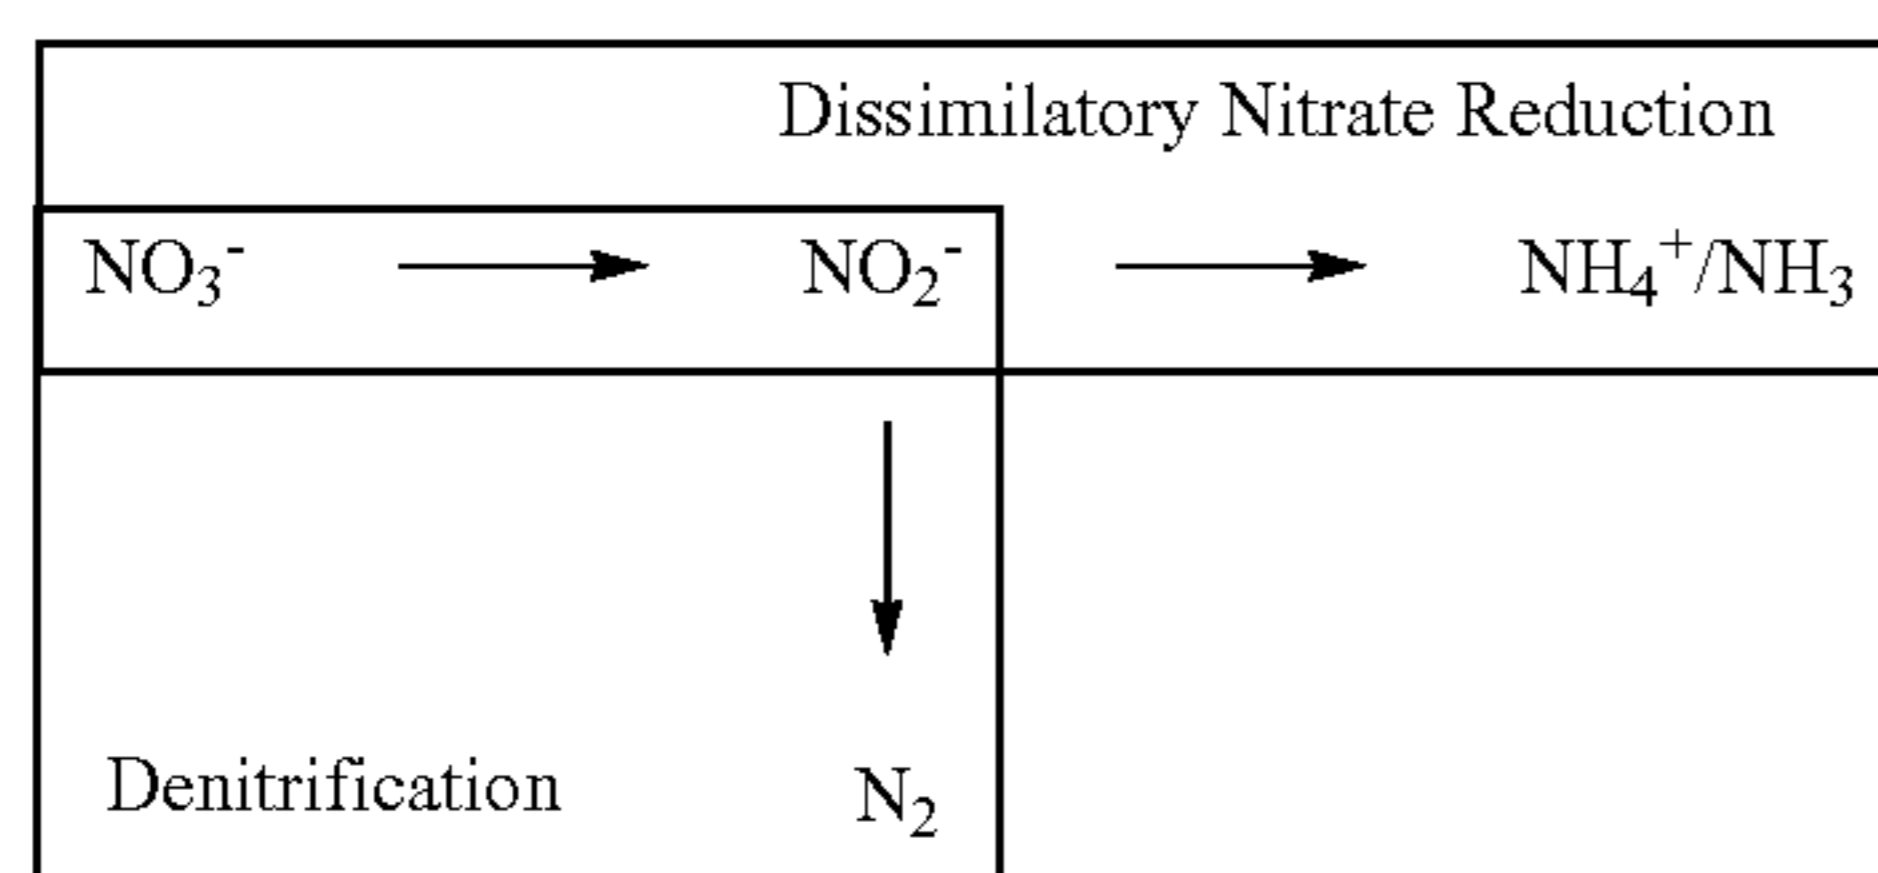 Dissimilatory Nitrate Reduction
NO₃⁻ → NO₂⁻ → NH₄⁺/NH₃
Denitrification N₂